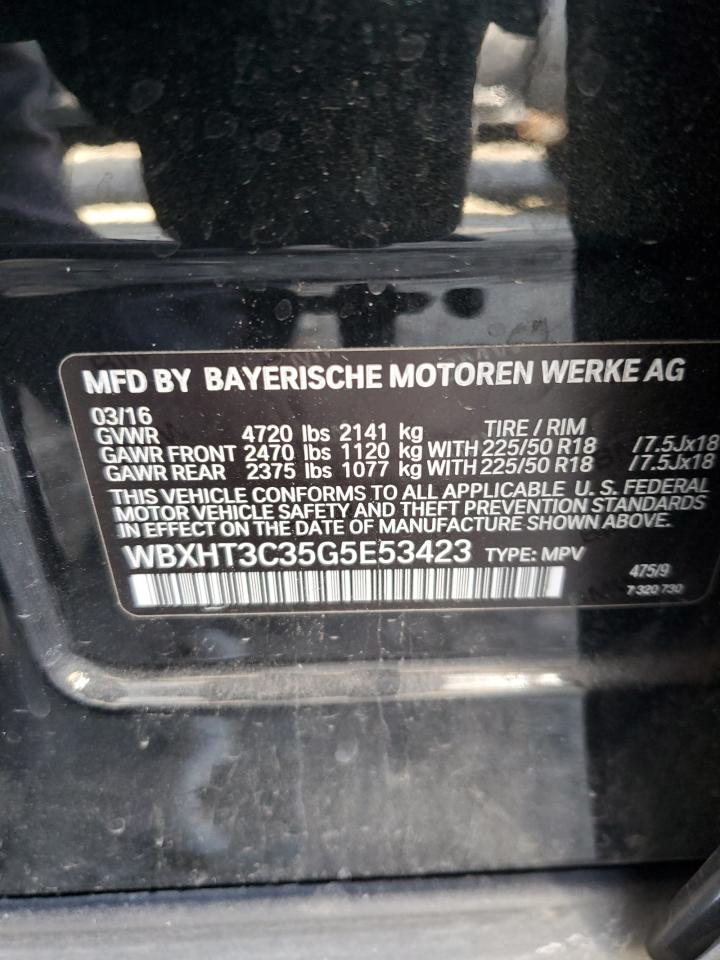 MFD BY BAYERISCHE MOTOREN WERKE AG
03/16 TIRE / RIM
GVWR 4720 lbs 2141 kg
GAWR FRONT 2470 lbs 1120 kg WITH 225/50 R18 /7.5Jx18
GAWR REAR 2375 lbs 1077 kg WITH 225/50 R18 /7.5Jx18
THIS VEHICLE CONFORMS TO ALL APPLICABLE U. S. FEDERAL
MOTOR VEHICLE SAFETY AND THEFT PREVENTION STANDARDS
IN EFFECT ON THE DATE OF MANUFACTURE SHOWN ABOVE.
WBXHT3C35G5E53423 TYPE: MPV
475/9
7 320 730